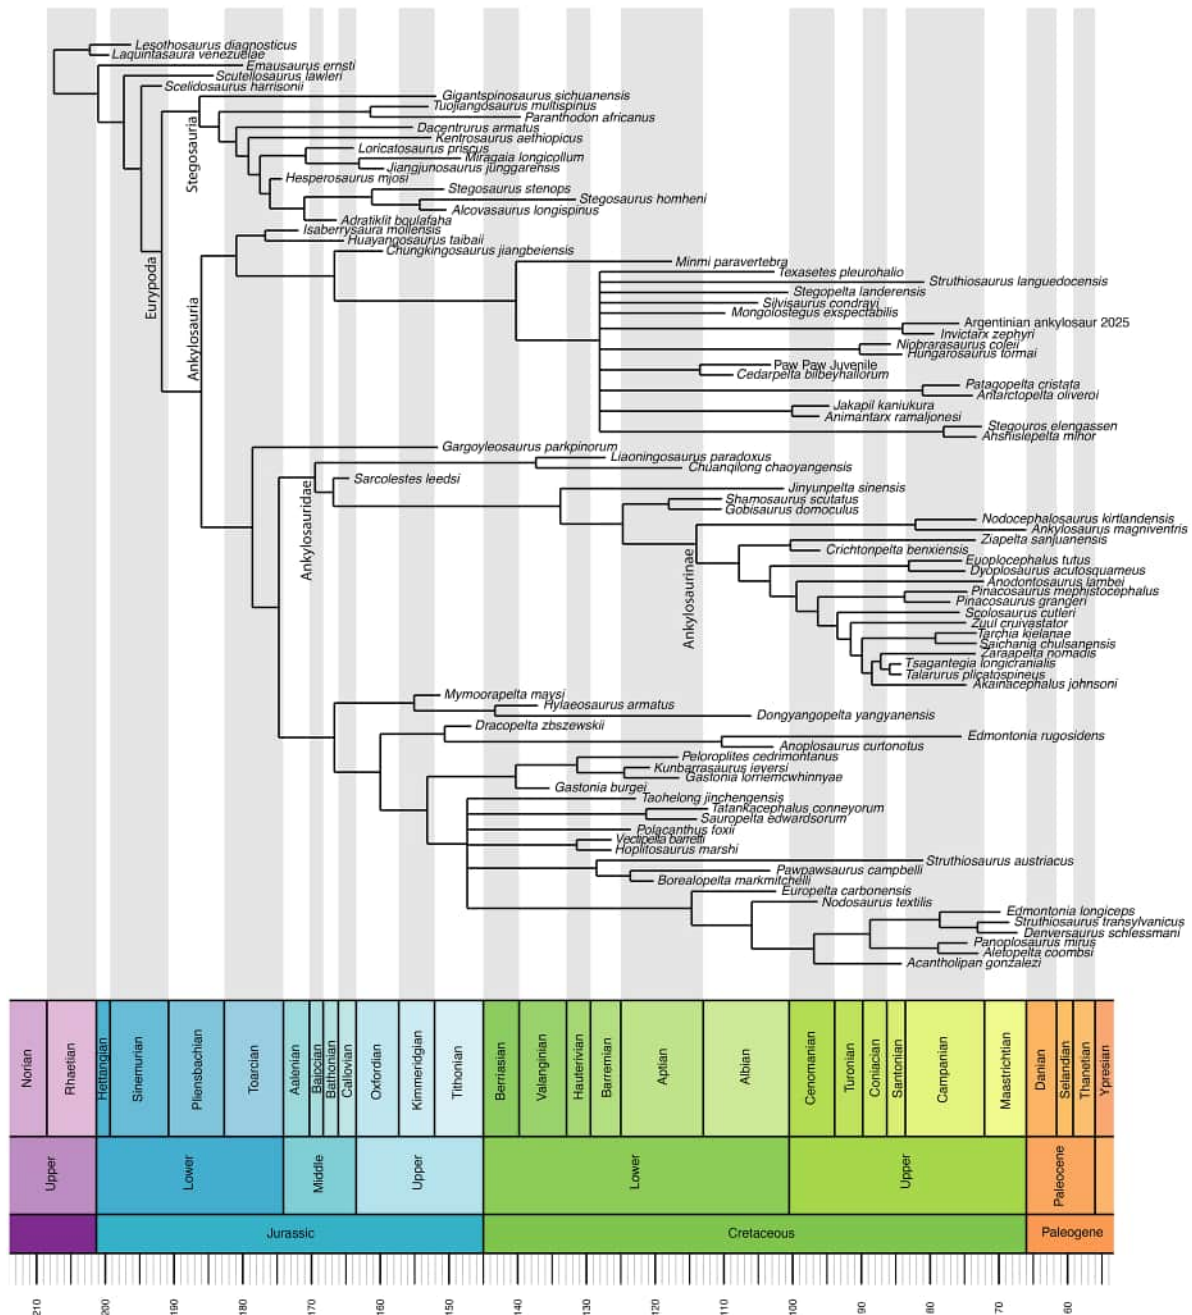 Lesothosaurus diagnosticus
Laquintasaura venezuelae
Emausaurus ernsti
Scutellosaurus lawleri
Scelidosaurus harrisonii
Gigantspinosaurus sichuanensis
Tuojiangosaurus multispinus
Paranthodon africanus
Dacentrurus armatus
Kentrosaurus aethiopicus
Loricatosaurus priscus
Miragaia longicollum
Jiangjunosaurus junggarensis
Hesperosaurus mjosi
Stegosaurus stenops
Stegosaurus homheni
Alcovasaurus longispinus
Adratiklit boulafaha
Stegosauria
Isaberrysaura mollensis
Huayangosaurus taibaii
Chungkingosaurus jiangbeiensis
Eurypoda
Ankylosauria
Minmi paravertebra
Texasetes pleurohalio
Struthiosaurus languedocensis
Stegopelta landerensis
Silvisaurus condrayi
Mongolostegus exspectabilis
Argentinian ankylosaur 2025
Invictarx zephyri
Niobrarasaurus coleii
Hungarosaurus tormai
Paw Paw Juvenile
Cedarpelta bilbeyhallorum
Patagopelta cristata
Antarctopelta oliveroi
Jakapil kaniukura
Animantarx ramaljonesi
Stegouros elengassen
Ahshislepelta minor
Gargoyleosaurus parkpinorum
Liaoningosaurus paradoxus
Chuanqilong chaoyangensis
Sarcolestes leedsi
Ankylosauridae
Jinyunpelta sinensis
Shamosaurus scutatus
Gobisaurus domoculus
Nodocephalosaurus kirtlandensis
Ankylosaurus magniventris
Ziapelta sanjuanensis
Crichtonpelta benxiensis
Ankylosaurinae
Euoplocephalus tutus
Dyoplosaurus acutosquameus
Anodontosaurus lambei
Pinacosaurus mephistocephalus
Pinacosaurus grangeri
Scolosaurus cutleri
Zuul cruivastator
Tarchia kielanae
Saichania chulsanensis
Zaraapelta nomadis
Tsagantegia longicranialis
Talarurus plicatospineus
Akainacephalus johnsoni
Mymoorapelta maysi
Hylaeosaurus armatus
Dongyangopelta yangyanensis
Dracopelta zbszewskii
Edmontonia rugosidens
Anoplosaurus curtonotus
Peloroplites cedrimontanus
Kunbarrasaurus ieversi
Gastonia lorriemcwhinnyae
Gastonia burgei
Taohelong jinchengensis
Tatankacephalus conneyorum
Sauropelta edwardsorum
Polacanthus foxii
Vectipelta barretti
Hoplitosaurus marshi
Struthiosaurus austriacus
Pawpawsaurus campbelli
Borealopelta markmitchelli
Europelta carbonensis
Nodosaurus textilis
Edmontonia longiceps
Struthiosaurus transylvanicus
Denversaurus schlessmani
Panoplosaurus mirus
Aletopelta coombsi
Acantholipan gonzalezi
Norian Rhaetian Hettangian Sinemurian Pliensbachian Toarcian Aalenian Bajocian Bathonian Callovian Oxfordian Kimmeridgian Tithonian Berriasian Valanginian Hauterivian Barremian Aptian Albian Cenomanian Turonian Coniacian Santonian Campanian Maastrichtian Danian Selandian Thanetian Ypresian
Upper Lower Middle Upper Lower Upper Paleocene
Jurassic Cretaceous Paleogene
210 200 190 180 170 160 150 140 130 120 110 100 90 80 70 60